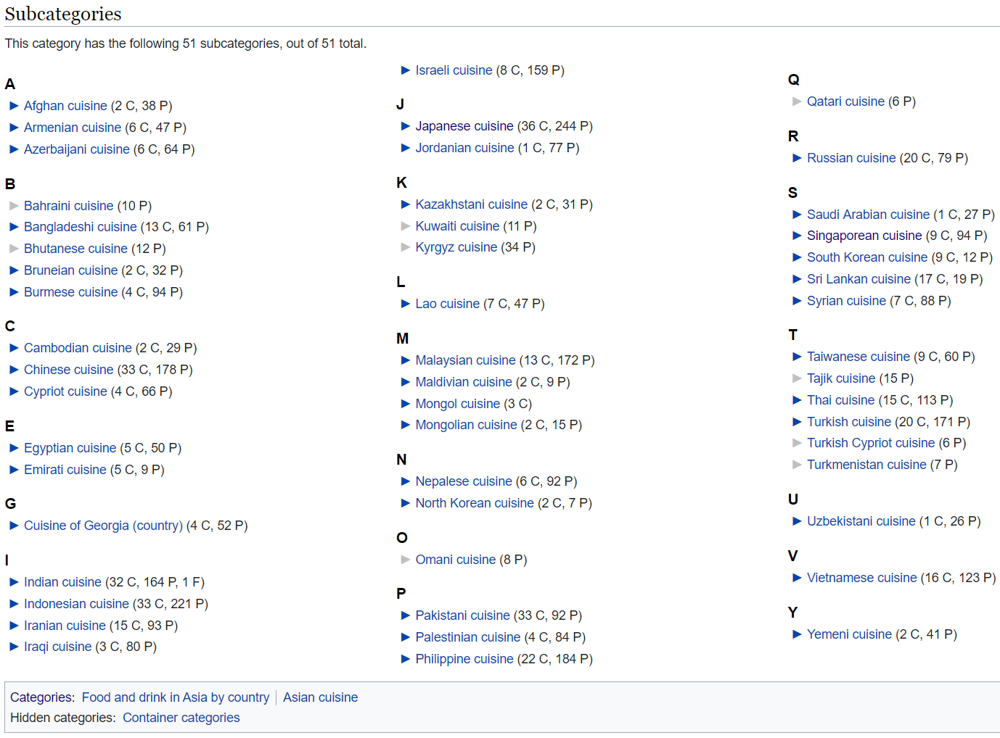 Subcategories
This category has the following 51 subcategories, out of 51 total.
A
► Afghan cuisine (2 C, 38 P)
► Armenian cuisine (6 C, 47 P)
► Azerbaijani cuisine (6 C, 64 P)
B
► Bahraini cuisine (10 P)
► Bangladeshi cuisine (13 C, 61 P)
► Bhutanese cuisine (12 P)
► Bruneian cuisine (2 C, 32 P)
► Burmese cuisine (4 C, 94 P)
C
► Cambodian cuisine (2 C, 29 P)
► Chinese cuisine (33 C, 178 P)
► Cypriot cuisine (4 C, 66 P)
E
► Egyptian cuisine (5 C, 50 P)
► Emirati cuisine (5 C, 9 P)
G
► Cuisine of Georgia (country) (4 C, 52 P)
I
► Indian cuisine (32 C, 164 P, 1 F)
► Indonesian cuisine (33 C, 221 P)
► Iranian cuisine (15 C, 93 P)
► Iraqi cuisine (3 C, 80 P)
► Israeli cuisine (8 C, 159 P)
J
► Japanese cuisine (36 C, 244 P)
► Jordanian cuisine (1 C, 77 P)
K
► Kazakhstani cuisine (2 C, 31 P)
► Kuwaiti cuisine (11 P)
► Kyrgyz cuisine (34 P)
L
► Lao cuisine (7 C, 47 P)
M
► Malaysian cuisine (13 C, 172 P)
► Maldivian cuisine (2 C, 9 P)
► Mongol cuisine (3 C)
► Mongolian cuisine (2 C, 15 P)
N
► Nepalese cuisine (6 C, 92 P)
► North Korean cuisine (2 C, 7 P)
O
► Omani cuisine (8 P)
P
► Pakistani cuisine (33 C, 92 P)
► Palestinian cuisine (4 C, 84 P)
► Philippine cuisine (22 C, 184 P)
Q
► Qatari cuisine (6 P)
R
► Russian cuisine (20 C, 79 P)
S
► Saudi Arabian cuisine (1 C, 27 P)
► Singaporean cuisine (9 C, 94 P)
► South Korean cuisine (9 C, 12 P)
► Sri Lankan cuisine (17 C, 19 P)
► Syrian cuisine (7 C, 88 P)
T
► Taiwanese cuisine (9 C, 60 P)
► Tajik cuisine (15 P)
► Thai cuisine (15 C, 113 P)
► Turkish cuisine (20 C, 171 P)
► Turkish Cypriot cuisine (6 P)
► Turkmenistan cuisine (7 P)
U
► Uzbekistani cuisine (1 C, 26 P)
V
► Vietnamese cuisine (16 C, 123 P)
Y
► Yemeni cuisine (2 C, 41 P)
Categories: Food and drink in Asia by country | Asian cuisine
Hidden categories: Container categories